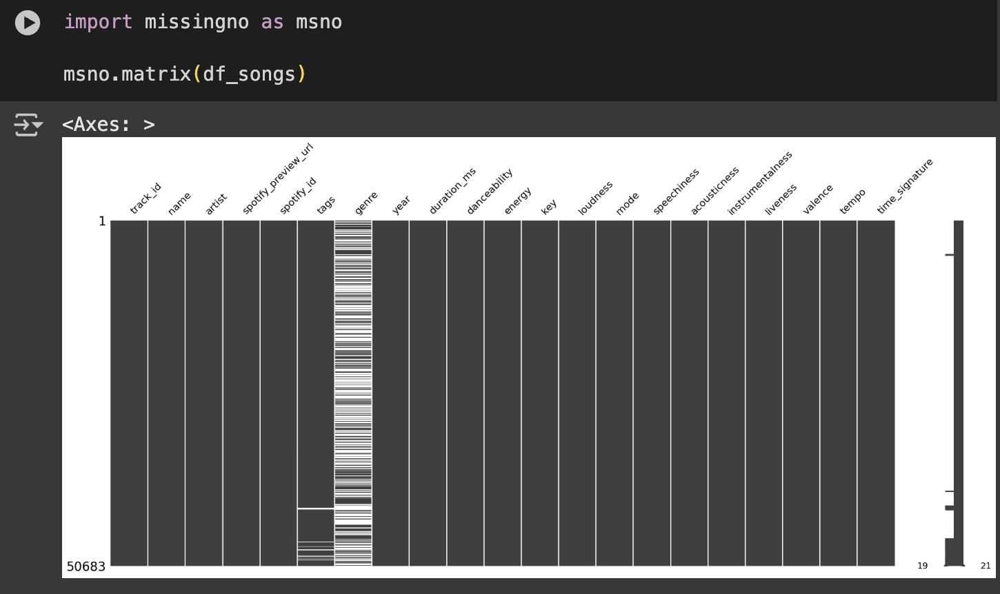 import missingno as msno
msno.matrix(df_songs)
<Axes: >
track_id
name
artist
spotify_preview_url
spotify_id
tags
genre
year
duration_ms
danceability
energy
key
loudness
mode
speechiness
acousticness
instrumentalness
liveness
valence
tempo
time_signature
1
50683
19
21